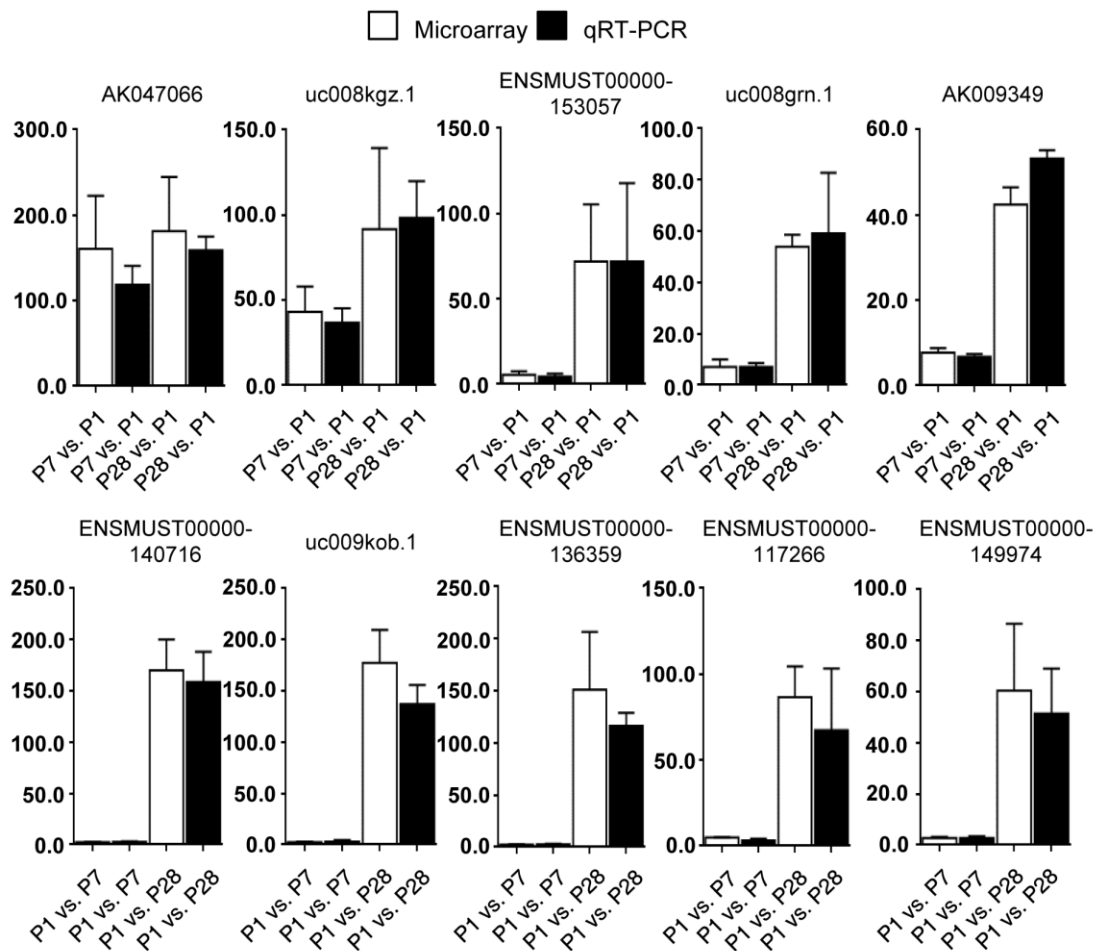 Microarray qRT-PCR
AK047066
300.0
200.0
100.0
0.0
P7 vs. P1
P7 vs. P1
P28 vs. P1
P28 vs. P1
uc008kgz.1
150.0
100.0
50.0
0.0
P7 vs. P1
P7 vs. P1
P28 vs. P1
P28 vs. P1
ENSMUST00000-
153057
150.0
100.0
50.0
0.0
P7 vs. P1
P7 vs. P1
P28 vs. P1
P28 vs. P1
uc008grn.1
100.0
80.0
60.0
40.0
20.0
0.0
P7 vs. P1
P7 vs. P1
P28 vs. P1
P28 vs. P1
AK009349
60.0
40.0
20.0
0.0
P7 vs. P1
P7 vs. P1
P28 vs. P1
P28 vs. P1
ENSMUST00000-
140716
250.0
200.0
150.0
100.0
50.0
0.0
P1 vs. P7
P1 vs. P7
P1 vs. P28
P1 vs. P28
uc009kob.1
250.0
200.0
150.0
100.0
50.0
0.0
P1 vs. P7
P1 vs. P7
P1 vs. P28
P1 vs. P28
ENSMUST00000-
136359
250.0
200.0
150.0
100.0
50.0
0.0
P1 vs. P7
P1 vs. P7
P1 vs. P28
P1 vs. P28
ENSMUST00000-
117266
150.0
100.0
50.0
0.0
P1 vs. P7
P1 vs. P7
P1 vs. P28
P1 vs. P28
ENSMUST00000-
149974
100.0
80.0
60.0
40.0
20.0
0.0
P1 vs. P7
P1 vs. P7
P1 vs. P28
P1 vs. P28